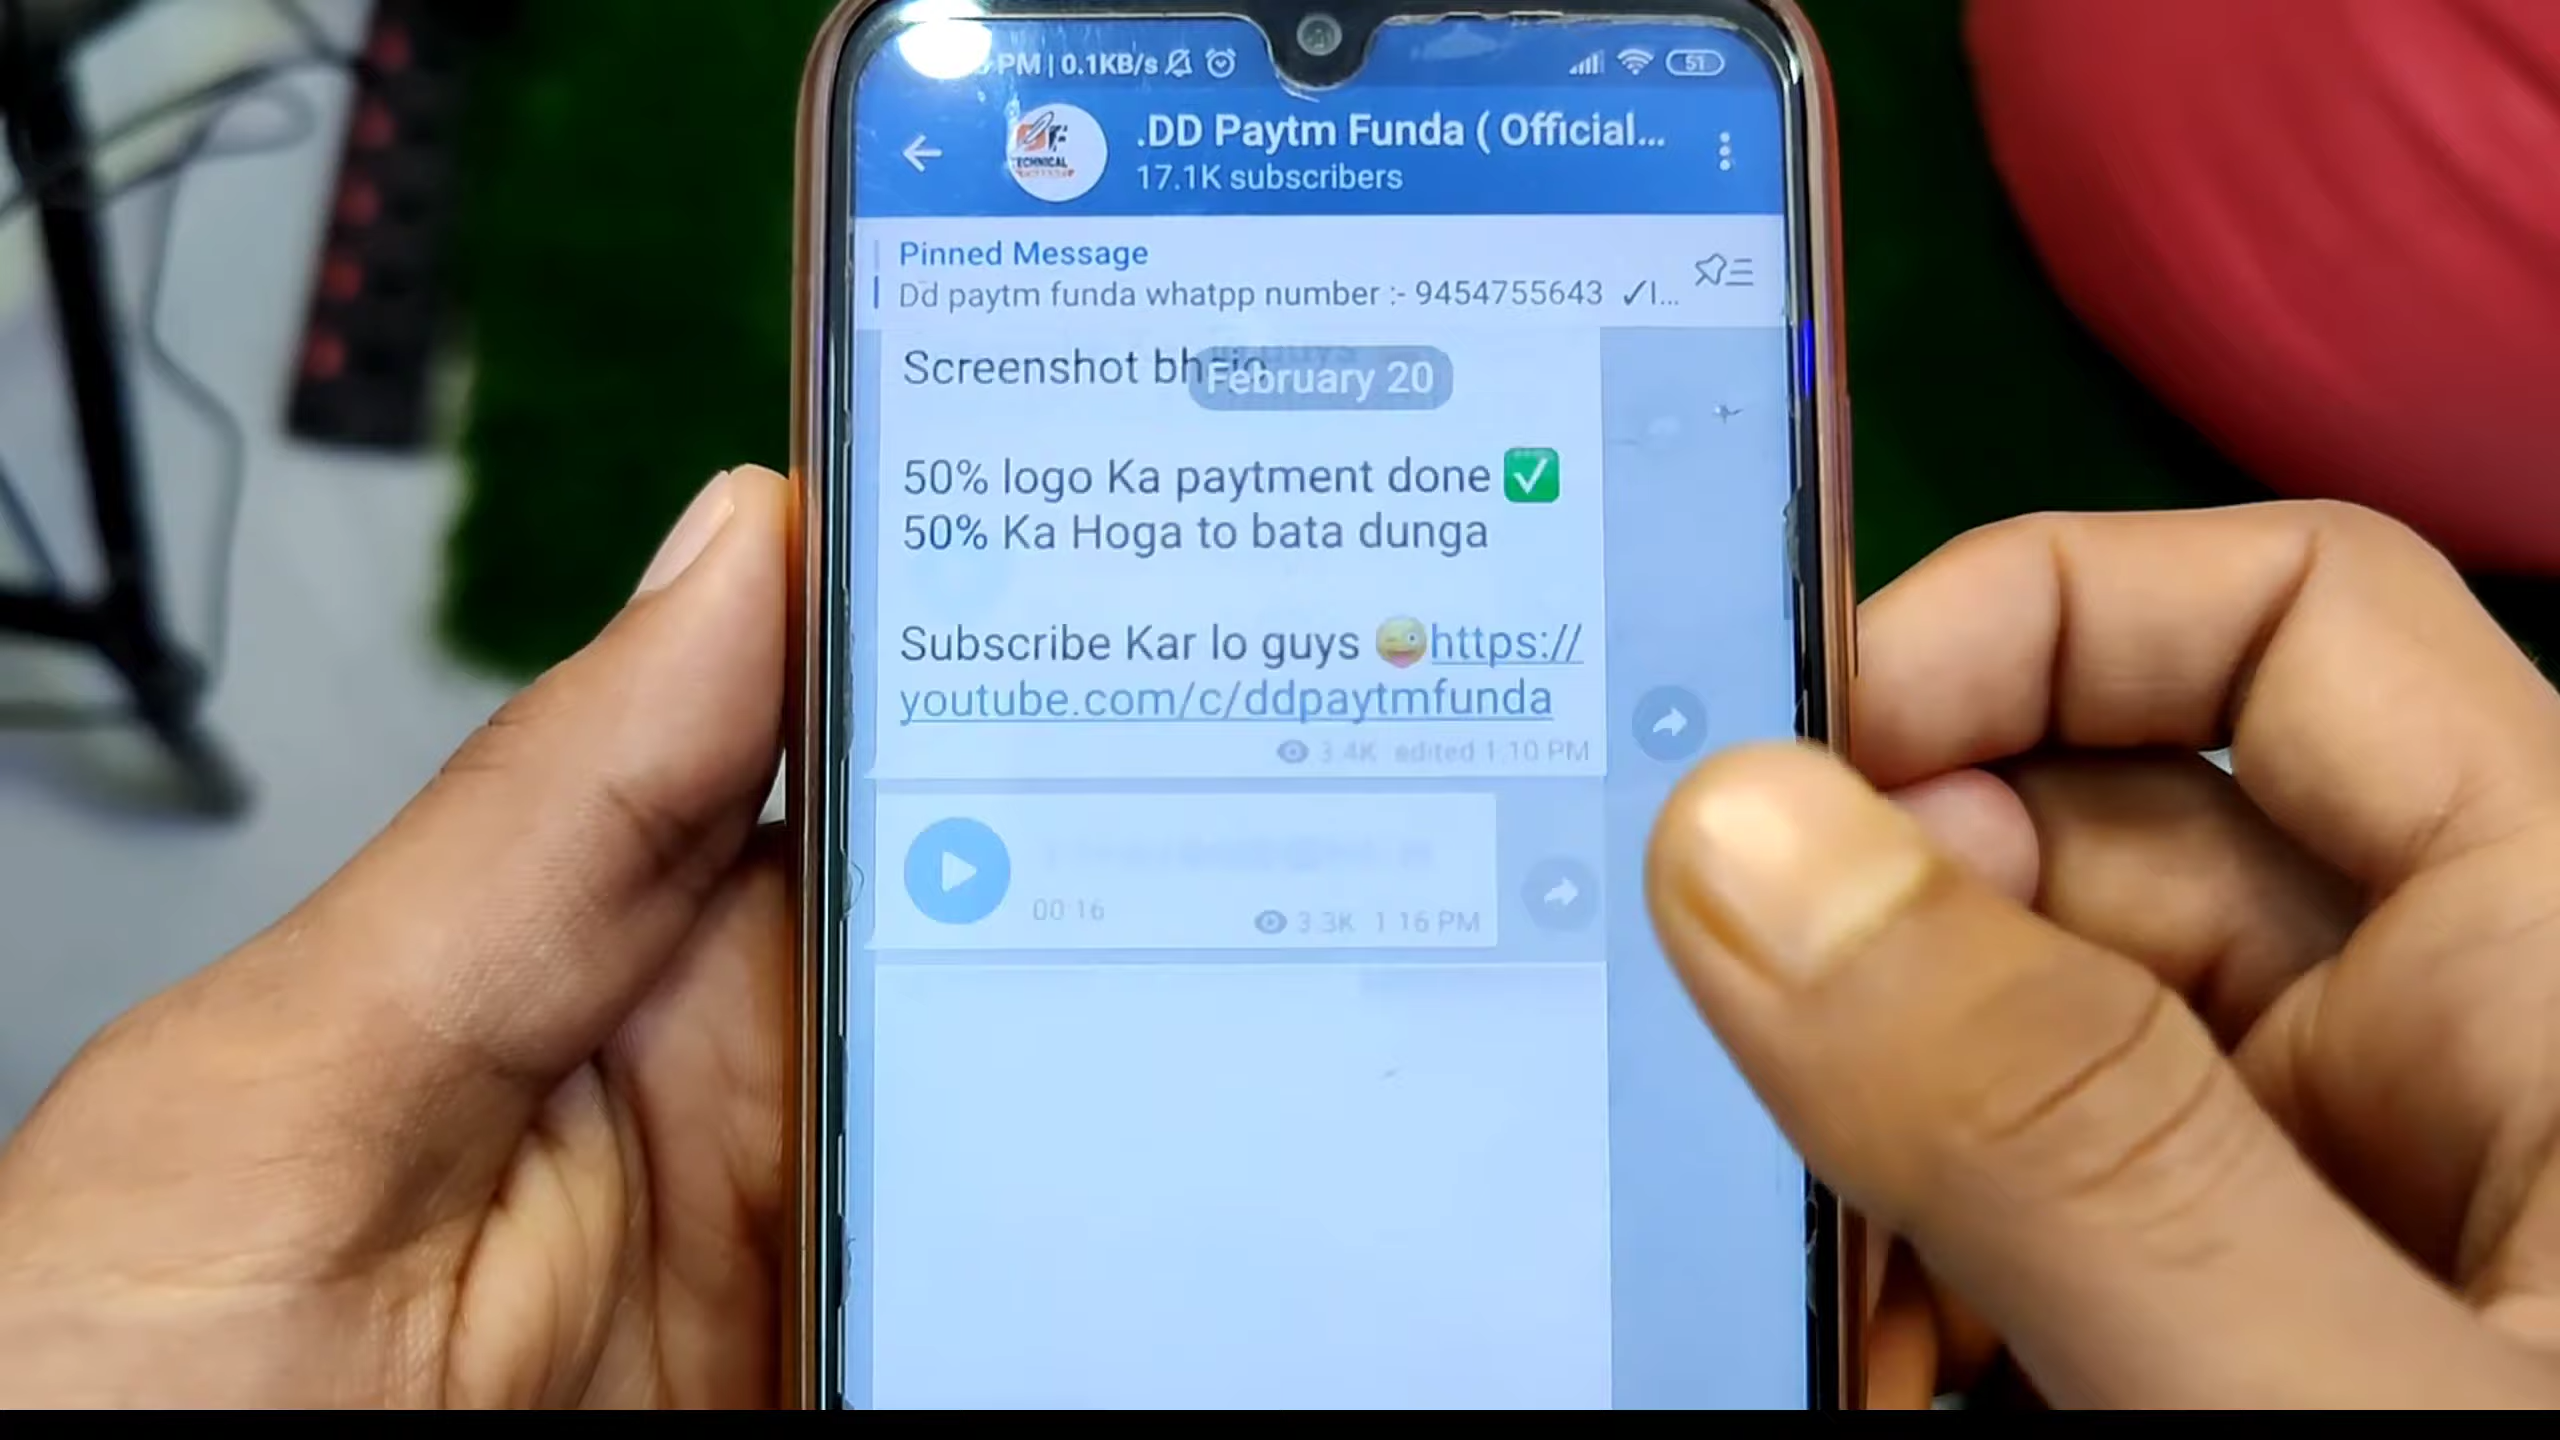 PM | 0.1KB/s
51
.DD Paytm Funda ( Official...
17.1K subscribers
TECHNICAL
Pinned Message
Dd paytm funda whatpp number :- 9454755643 ✓I...
Screenshot
February 20
50% logo Ka paytment done ✅
50% Ka Hoga to bata dunga
Subscribe Kar lo guys 😜https://
youtube.com/c/ddpaytmfunda
3.4K edited 1:10 PM
00:16
3.3K 1:16 PM